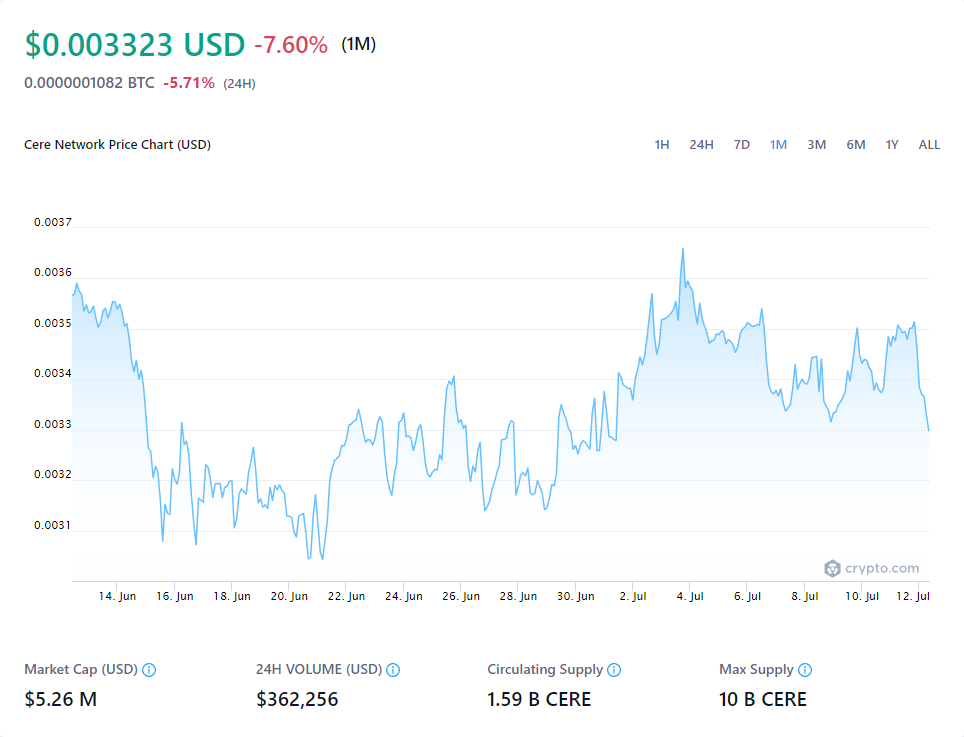 $0.003323 USD -7.60% (1M)
0.0000001082 BTC -5.71% (24H)
Cere Network Price Chart (USD) 1H 24H 7D 1M 3M 6M 1Y ALL
0.0037
0.0036
0.0035
0.0034
0.0033
0.0032
0.0031
crypto.com
14. Jun 16. Jun 18. Jun 20. Jun 22. Jun 24. Jun 26. Jun 28. Jun 30. Jun 2. Jul 4. Jul 6. Jul 8. Jul 10. Jul 12. Jul
Market Cap (USD) 24H VOLUME (USD) Circulating Supply Max Supply
$5.26 M $362,256 1.59 B CERE 10 B CERE